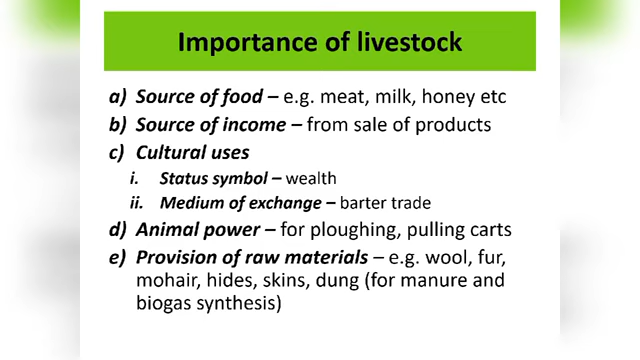 Importance of livestock
a) Source of food – e.g. meat, milk, honey etc
b) Source of income – from sale of products
c) Cultural uses
i. Status symbol – wealth
ii. Medium of exchange – barter trade
d) Animal power – for ploughing, pulling carts
e) Provision of raw materials – e.g. wool, fur,
mohair, hides, skins, dung (for manure and
biogas synthesis)